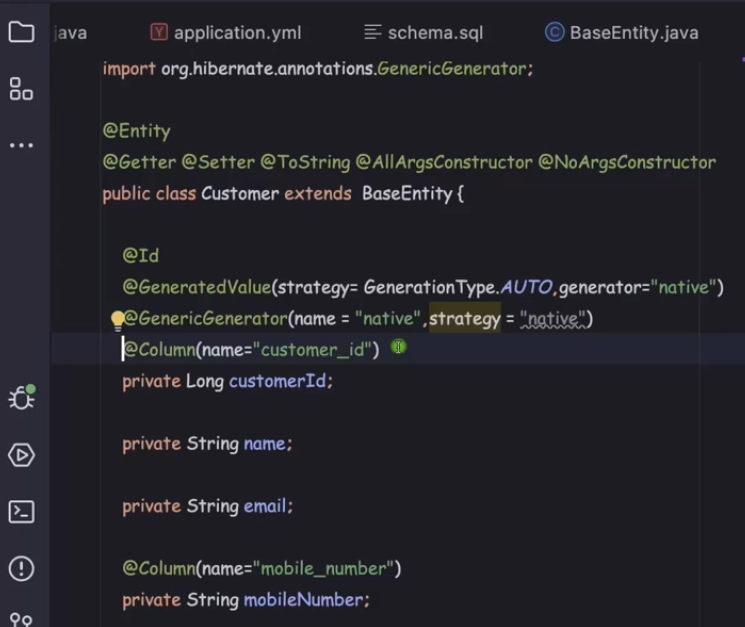 java application.yml schema.sql BaseEntity.java
import org.hibernate.annotations.GenericGenerator;
@Entity
@Getter @Setter @ToString @AllArgsConstructor @NoArgsConstructor
public class Customer extends BaseEntity {
@Id
@GeneratedValue(strategy= GenerationType.AUTO,generator="native")
@GenericGenerator(name = "native",strategy = "native")
@Column(name="customer_id")
private Long customerId;
private String name;
private String email;
@Column(name="mobile_number")
private String mobileNumber;